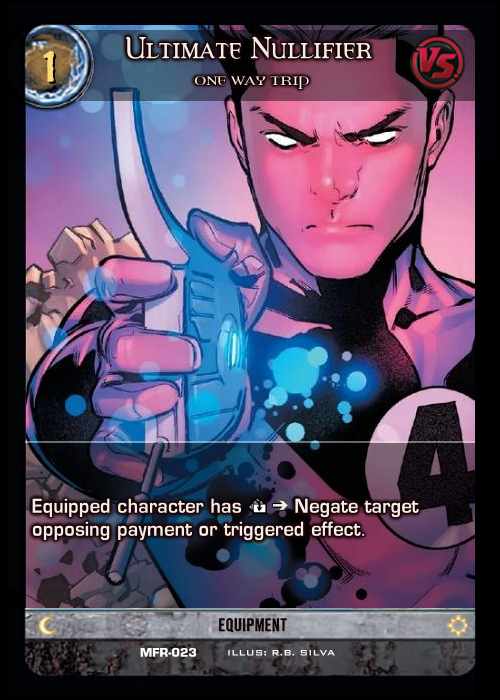 1
Ultimate Nullifier
VS
One Way Trip
4
Equipped character has ➔ Negate target
opposing payment or triggered effect.
EQUIPMENT
MFR-023 ILLUS: R.B. SILVA